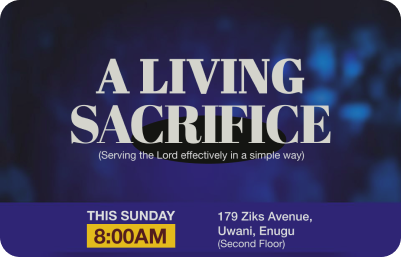 A LIVING
SACRIFICE
(Serving the Lord effectively in a simple way)
THIS SUNDAY
8:00AM
179 Ziks Avenue,
Uwani, Enugu
(Second Floor)